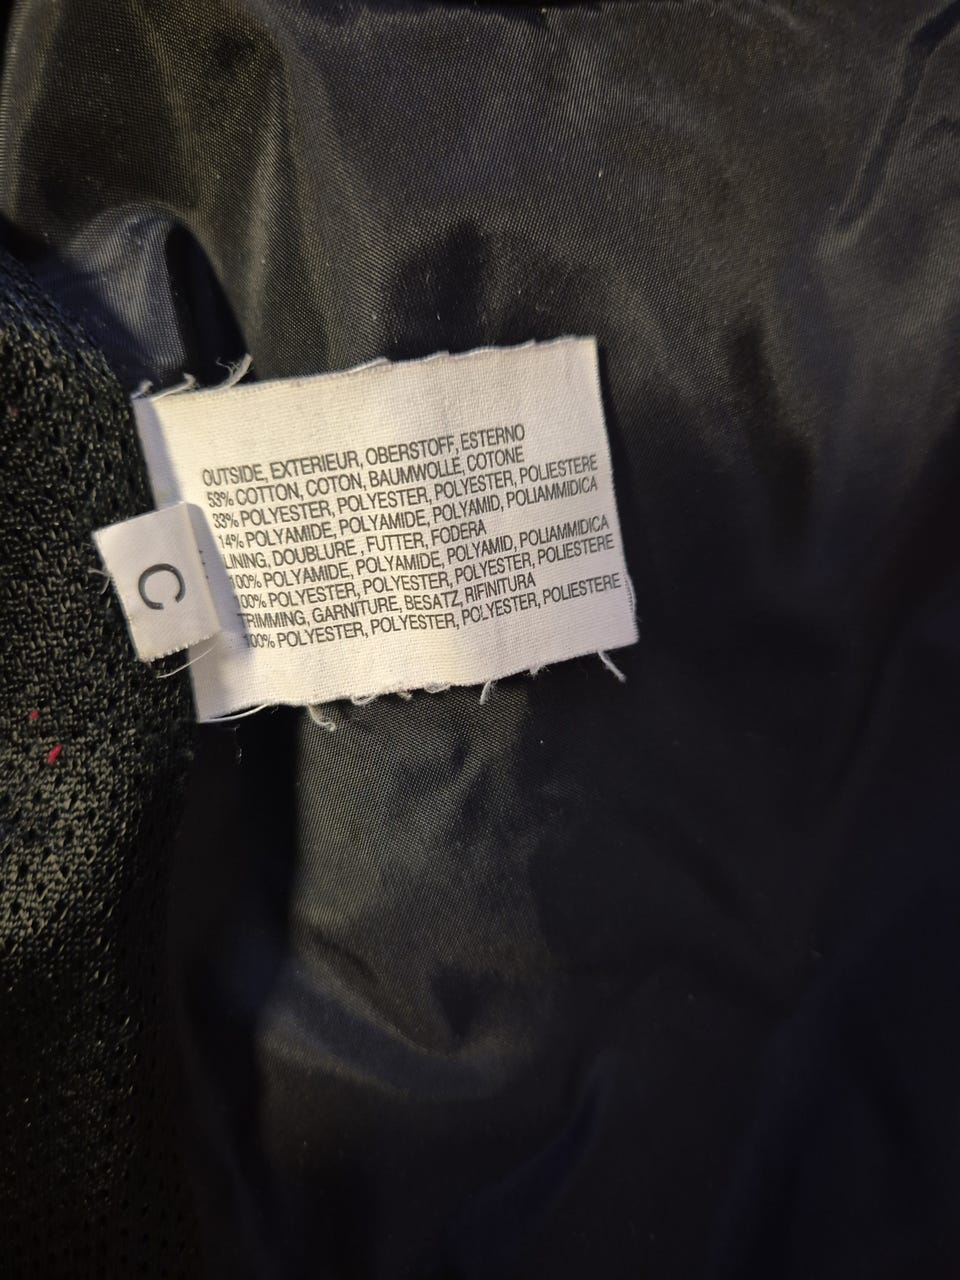 OUTSIDE, EXTERIEUR, OBERSTOFF, ESTERNO
53% COTTON, COTON, BAUMWOLLE, COTONE
33% POLYESTER, POLYESTER, POLYESTER, POLIESTERE
14% POLYAMIDE, POLYAMIDE, POLYAMID, POLIAMMIDICA
LINING, DOUBLURE, FUTTER, FODERA
100% POLYAMIDE, POLYAMIDE, POLYAMID, POLIAMMIDICA
100% POLYESTER, POLYESTER, POLYESTER, POLIESTERE
TRIMMING, GARNITURE, BESATZ, RIFINITURA
100% POLYESTER, POLYESTER, POLYESTER, POLIESTERE
C